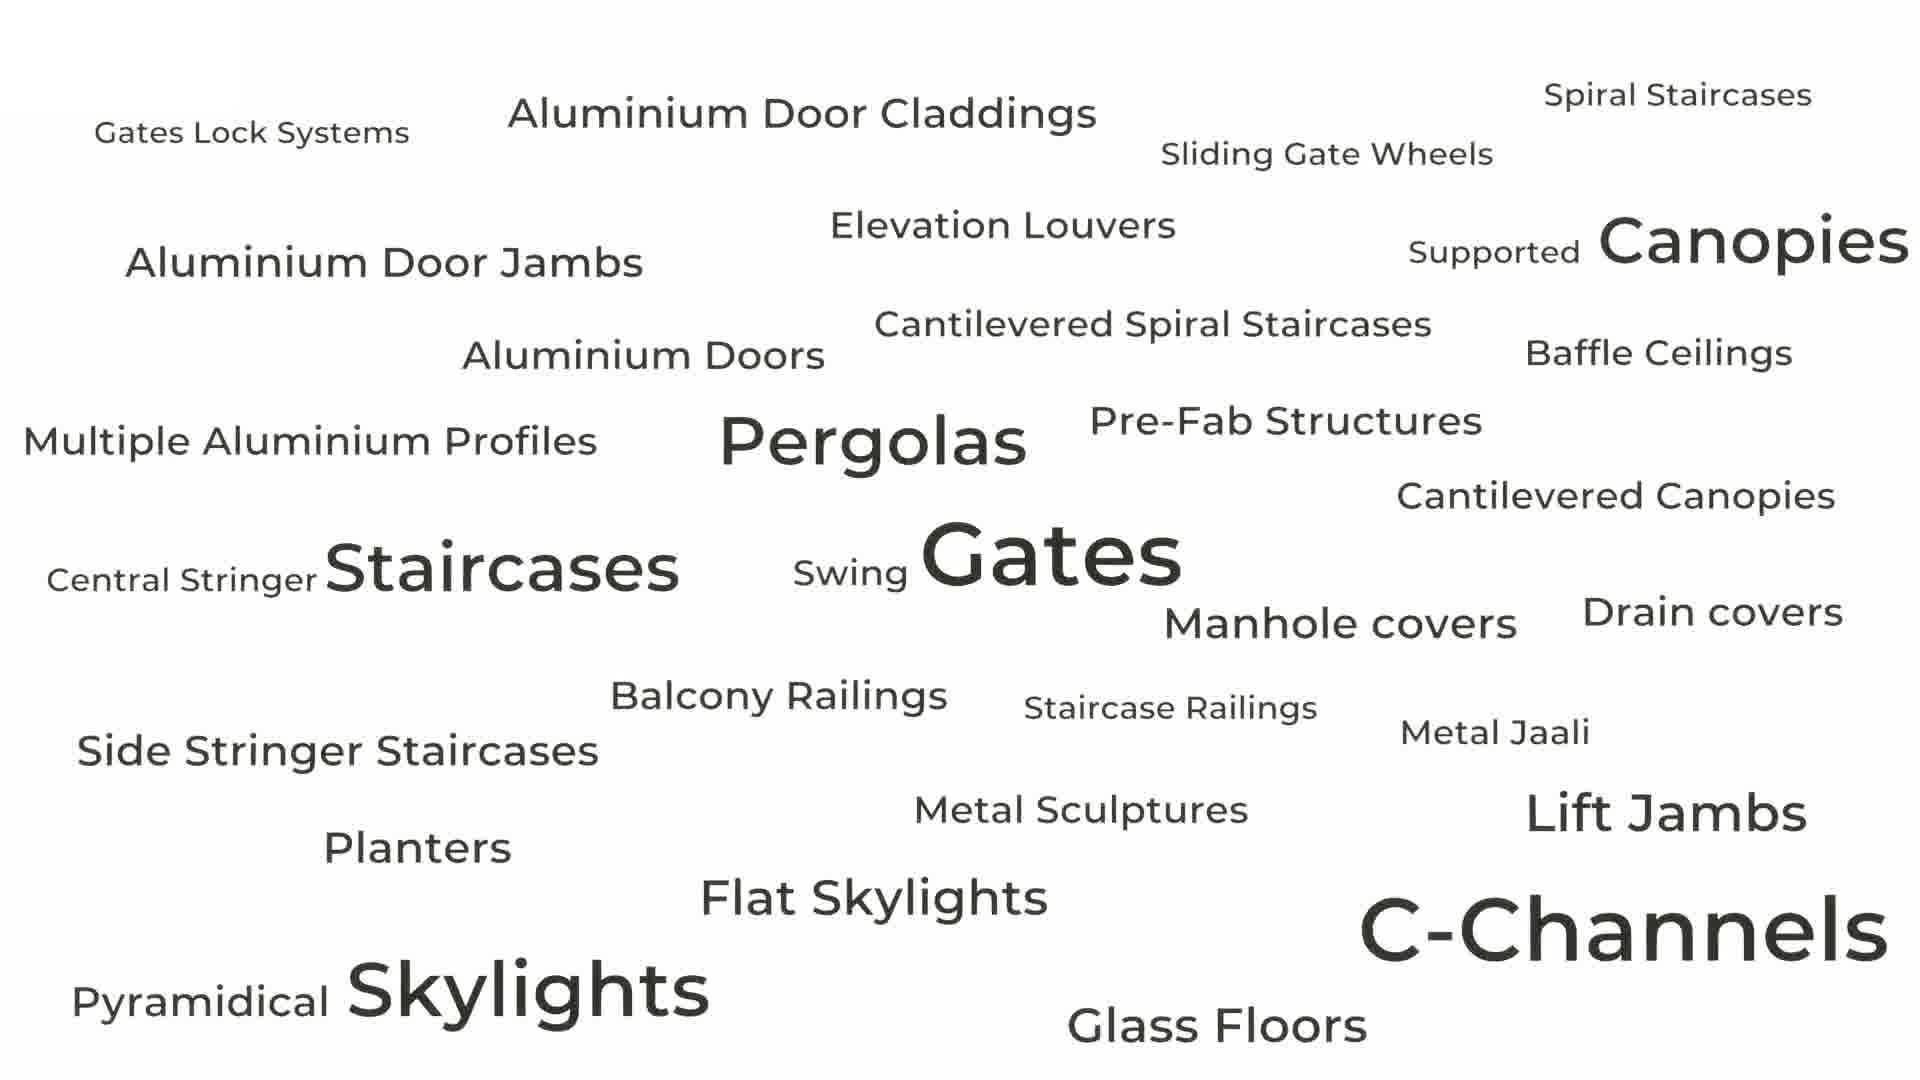 Spiral Staircases
Aluminium Door Claddings
Gates Lock Systems
Sliding Gate Wheels
Elevation Louvers
Supported Canopies
Aluminium Door Jambs
Cantilevered Spiral Staircases
Aluminium Doors
Baffle Ceilings
Multiple Aluminium Profiles
Pergolas
Pre-Fab Structures
Cantilevered Canopies
Central Stringer Staircases
Swing Gates
Manhole covers
Drain covers
Balcony Railings
Staircase Railings
Metal Jaali
Side Stringer Staircases
Metal Sculptures
Lift Jambs
Planters
Flat Skylights
C-Channels
Pyramidical Skylights
Glass Floors